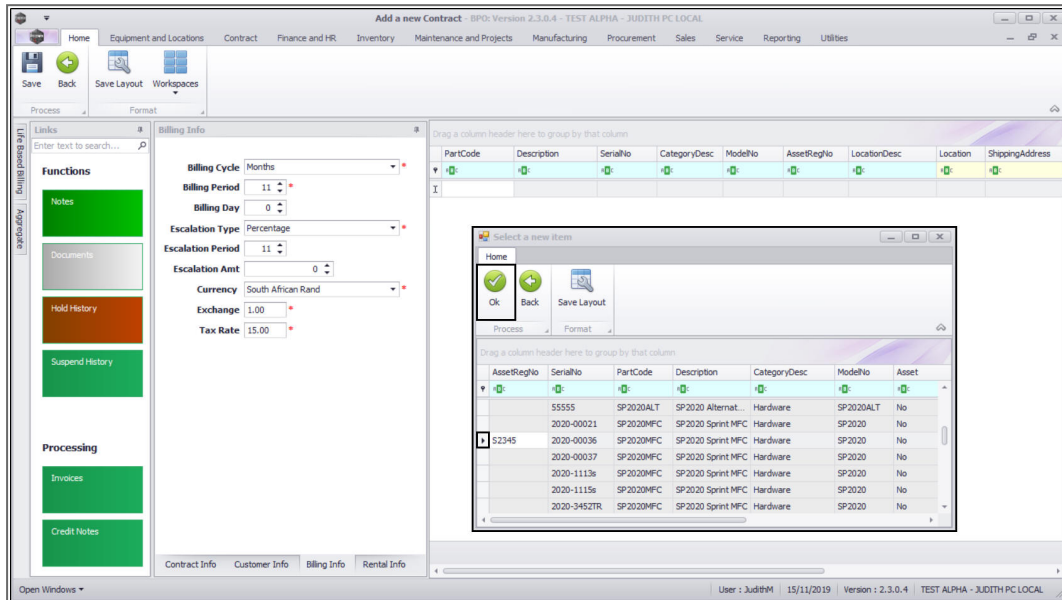 Add a new Contract - BPO: Version 2.3.0.4 - TEST ALPHA - JUDITH PC LOCAL
Home Equipment and Locations Contract Finance and HR Inventory Maintenance and Projects Manufacturing Procurement Sales Service Reporting Utilities
Save Back Save Layout Workspaces
Process Format
Life Based Billing
Aggregate
Links
Enter text to search...
Functions
Notes
Documents
Hold History
Suspend History
Processing
Invoices
Credit Notes
Billing Info
Billing Cycle Months *
Billing Period 11 *
Billing Day 0
Escalation Type Percentage *
Escalation Period 11
Escalation Amt 0
Currency South African Rand *
Exchange 1.00 *
Tax Rate 15.00 *
Contract Info Customer Info Billing Info Rental Info
Drag a column header here to group by that column
PartCode Description SerialNo CategoryDesc ModelNo AssetRegNo LocationDesc Location ShippingAddress
Select a new item
Home
Ok Back Save Layout
Process Format
Drag a column header here to group by that column
AssetRegNo SerialNo PartCode Description CategoryDesc ModelNo Asset
55555 SP2020ALT SP2020 Alternat... Hardware SP2020ALT No
2020-00021 SP2020MFC SP2020 Sprint MFC Hardware SP2020 No
52345 2020-00036 SP2020MFC SP2020 Sprint MFC Hardware SP2020 No
2020-00037 SP2020MFC SP2020 Sprint MFC Hardware SP2020 No
2020-1113s SP2020MFC SP2020 Sprint MFC Hardware SP2020 No
2020-1115s SP2020MFC SP2020 Sprint MFC Hardware SP2020 No
2020-3452TR SP2020MFC SP2020 Sprint MFC Hardware SP2020 No
Open Windows User : JudithM 15/11/2019 Version : 2.3.0.4 TEST ALPHA - JUDITH PC LOCAL